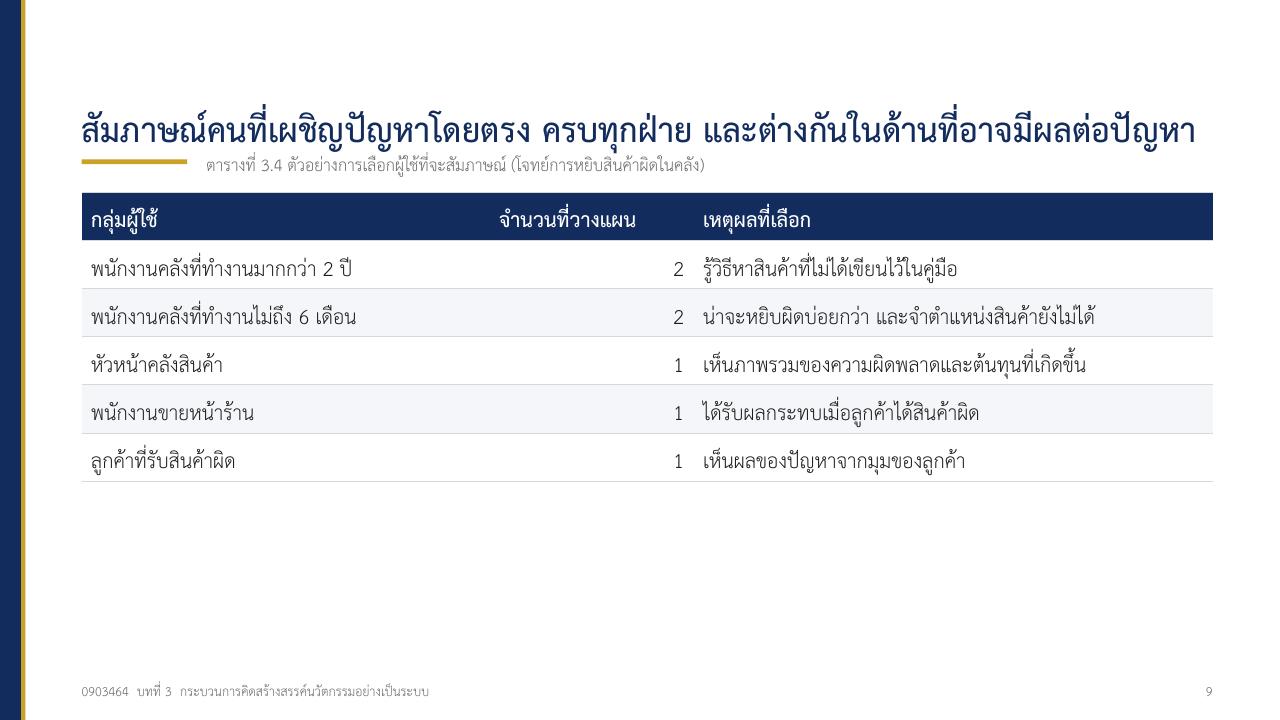 สัมภาษณ์คนที่เผชิญปัญหาโดยตรง ครบทุกฝ่าย และต่างกันในด้านที่อาจมีผลต่อปัญหา
ตารางที่ 3.4 ตัวอย่างการเลือกผู้ใช้ที่จะสัมภาษณ์ (โจทย์การหยิบสินค้าผิดในคลัง)
กลุ่มผู้ใช้ จำนวนที่วางแผน เหตุผลที่เลือก
พนักงานคลังที่ทำงานมากกว่า 2 ปี 2 รู้วิธีหาสินค้าที่ไม่ได้เขียนไว้ในคู่มือ
พนักงานคลังที่ทำงานไม่ถึง 6 เดือน 2 น่าจะหยิบผิดบ่อยกว่า และจำตำแหน่งสินค้ายังไม่ได้
หัวหน้าคลังสินค้า 1 เห็นภาพรวมของความผิดพลาดและต้นทุนที่เกิดขึ้น
พนักงานขายหน้าร้าน 1 ได้รับผลกระทบเมื่อลูกค้าได้สินค้าผิด
ลูกค้าที่รับสินค้าผิด 1 เห็นผลของปัญหาจากมุมของลูกค้า
0903464 บทที่ 3 กระบวนการคิดสร้างสรรค์นวัตกรรมอย่างเป็นระบบ 9